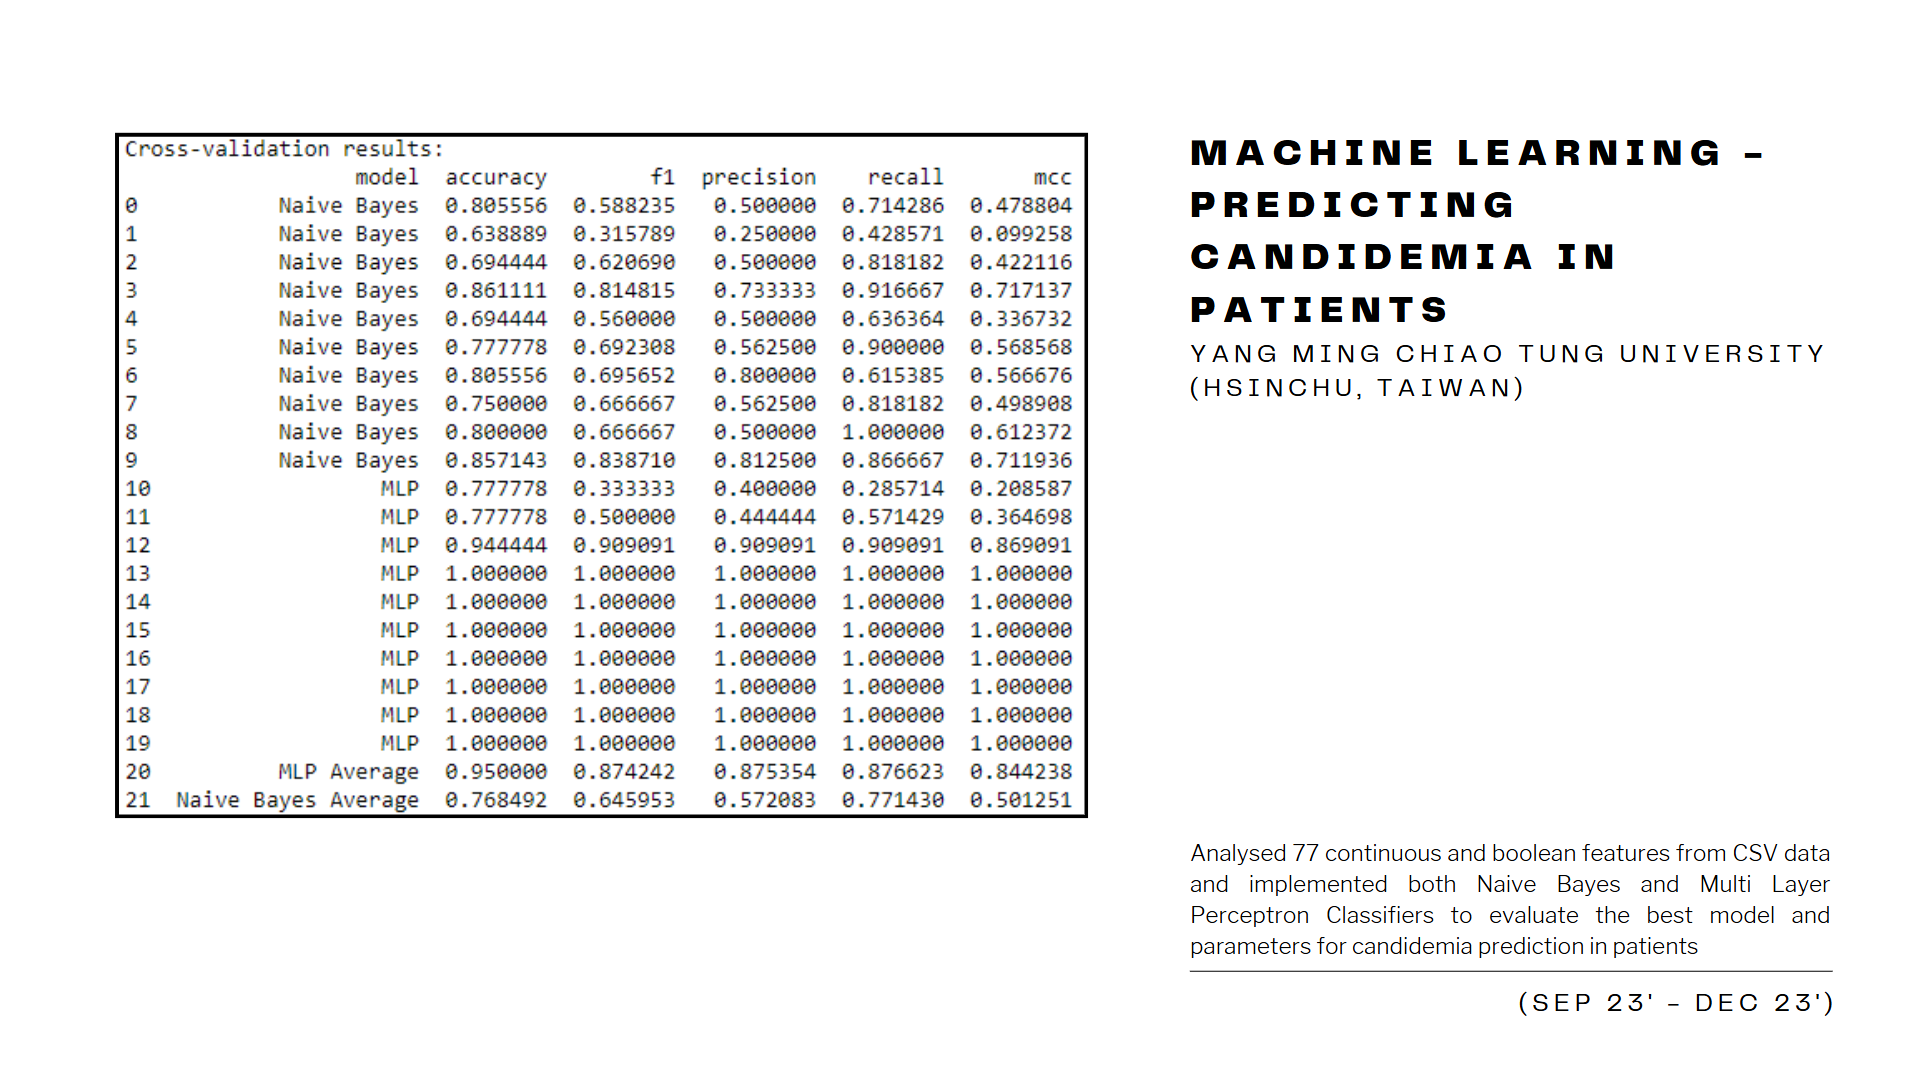 Cross-validation results:
model accuracy f1 precision recall mcc
0 Naive Bayes 0.805556 0.588235 0.500000 0.714286 0.478804
1 Naive Bayes 0.638889 0.315789 0.250000 0.428571 0.099258
2 Naive Bayes 0.694444 0.620690 0.500000 0.818182 0.422116
3 Naive Bayes 0.861111 0.814815 0.733333 0.916667 0.717137
4 Naive Bayes 0.694444 0.560000 0.500000 0.636364 0.336732
5 Naive Bayes 0.777778 0.692308 0.562500 0.900000 0.568568
6 Naive Bayes 0.805556 0.695652 0.800000 0.615385 0.566676
7 Naive Bayes 0.750000 0.666667 0.562500 0.818182 0.498908
8 Naive Bayes 0.800000 0.666667 0.500000 1.000000 0.612372
9 Naive Bayes 0.857143 0.838710 0.812500 0.866667 0.711936
10 MLP 0.777778 0.333333 0.400000 0.285714 0.208587
11 MLP 0.777778 0.500000 0.444444 0.571429 0.364698
12 MLP 0.944444 0.909091 0.909091 0.909091 0.869091
13 MLP 1.000000 1.000000 1.000000 1.000000 1.000000
14 MLP 1.000000 1.000000 1.000000 1.000000 1.000000
15 MLP 1.000000 1.000000 1.000000 1.000000 1.000000
16 MLP 1.000000 1.000000 1.000000 1.000000 1.000000
17 MLP 1.000000 1.000000 1.000000 1.000000 1.000000
18 MLP 1.000000 1.000000 1.000000 1.000000 1.000000
19 MLP 1.000000 1.000000 1.000000 1.000000 1.000000
20 MLP Average 0.950000 0.874242 0.875354 0.876623 0.844238
21 Naive Bayes Average 0.768492 0.645953 0.572083 0.771430 0.501251
MACHINE LEARNING –
PREDICTING
CANDIDEMIA IN
PATIENTS
YANG MING CHIAO TUNG UNIVERSITY
(HSINCHU, TAIWAN)
Analysed 77 continuous and boolean features from CSV data
and implemented both Naive Bayes and Multi Layer
Perceptron Classifiers to evaluate the best model and
parameters for candidemia prediction in patients
(SEP 23' – DEC 23')